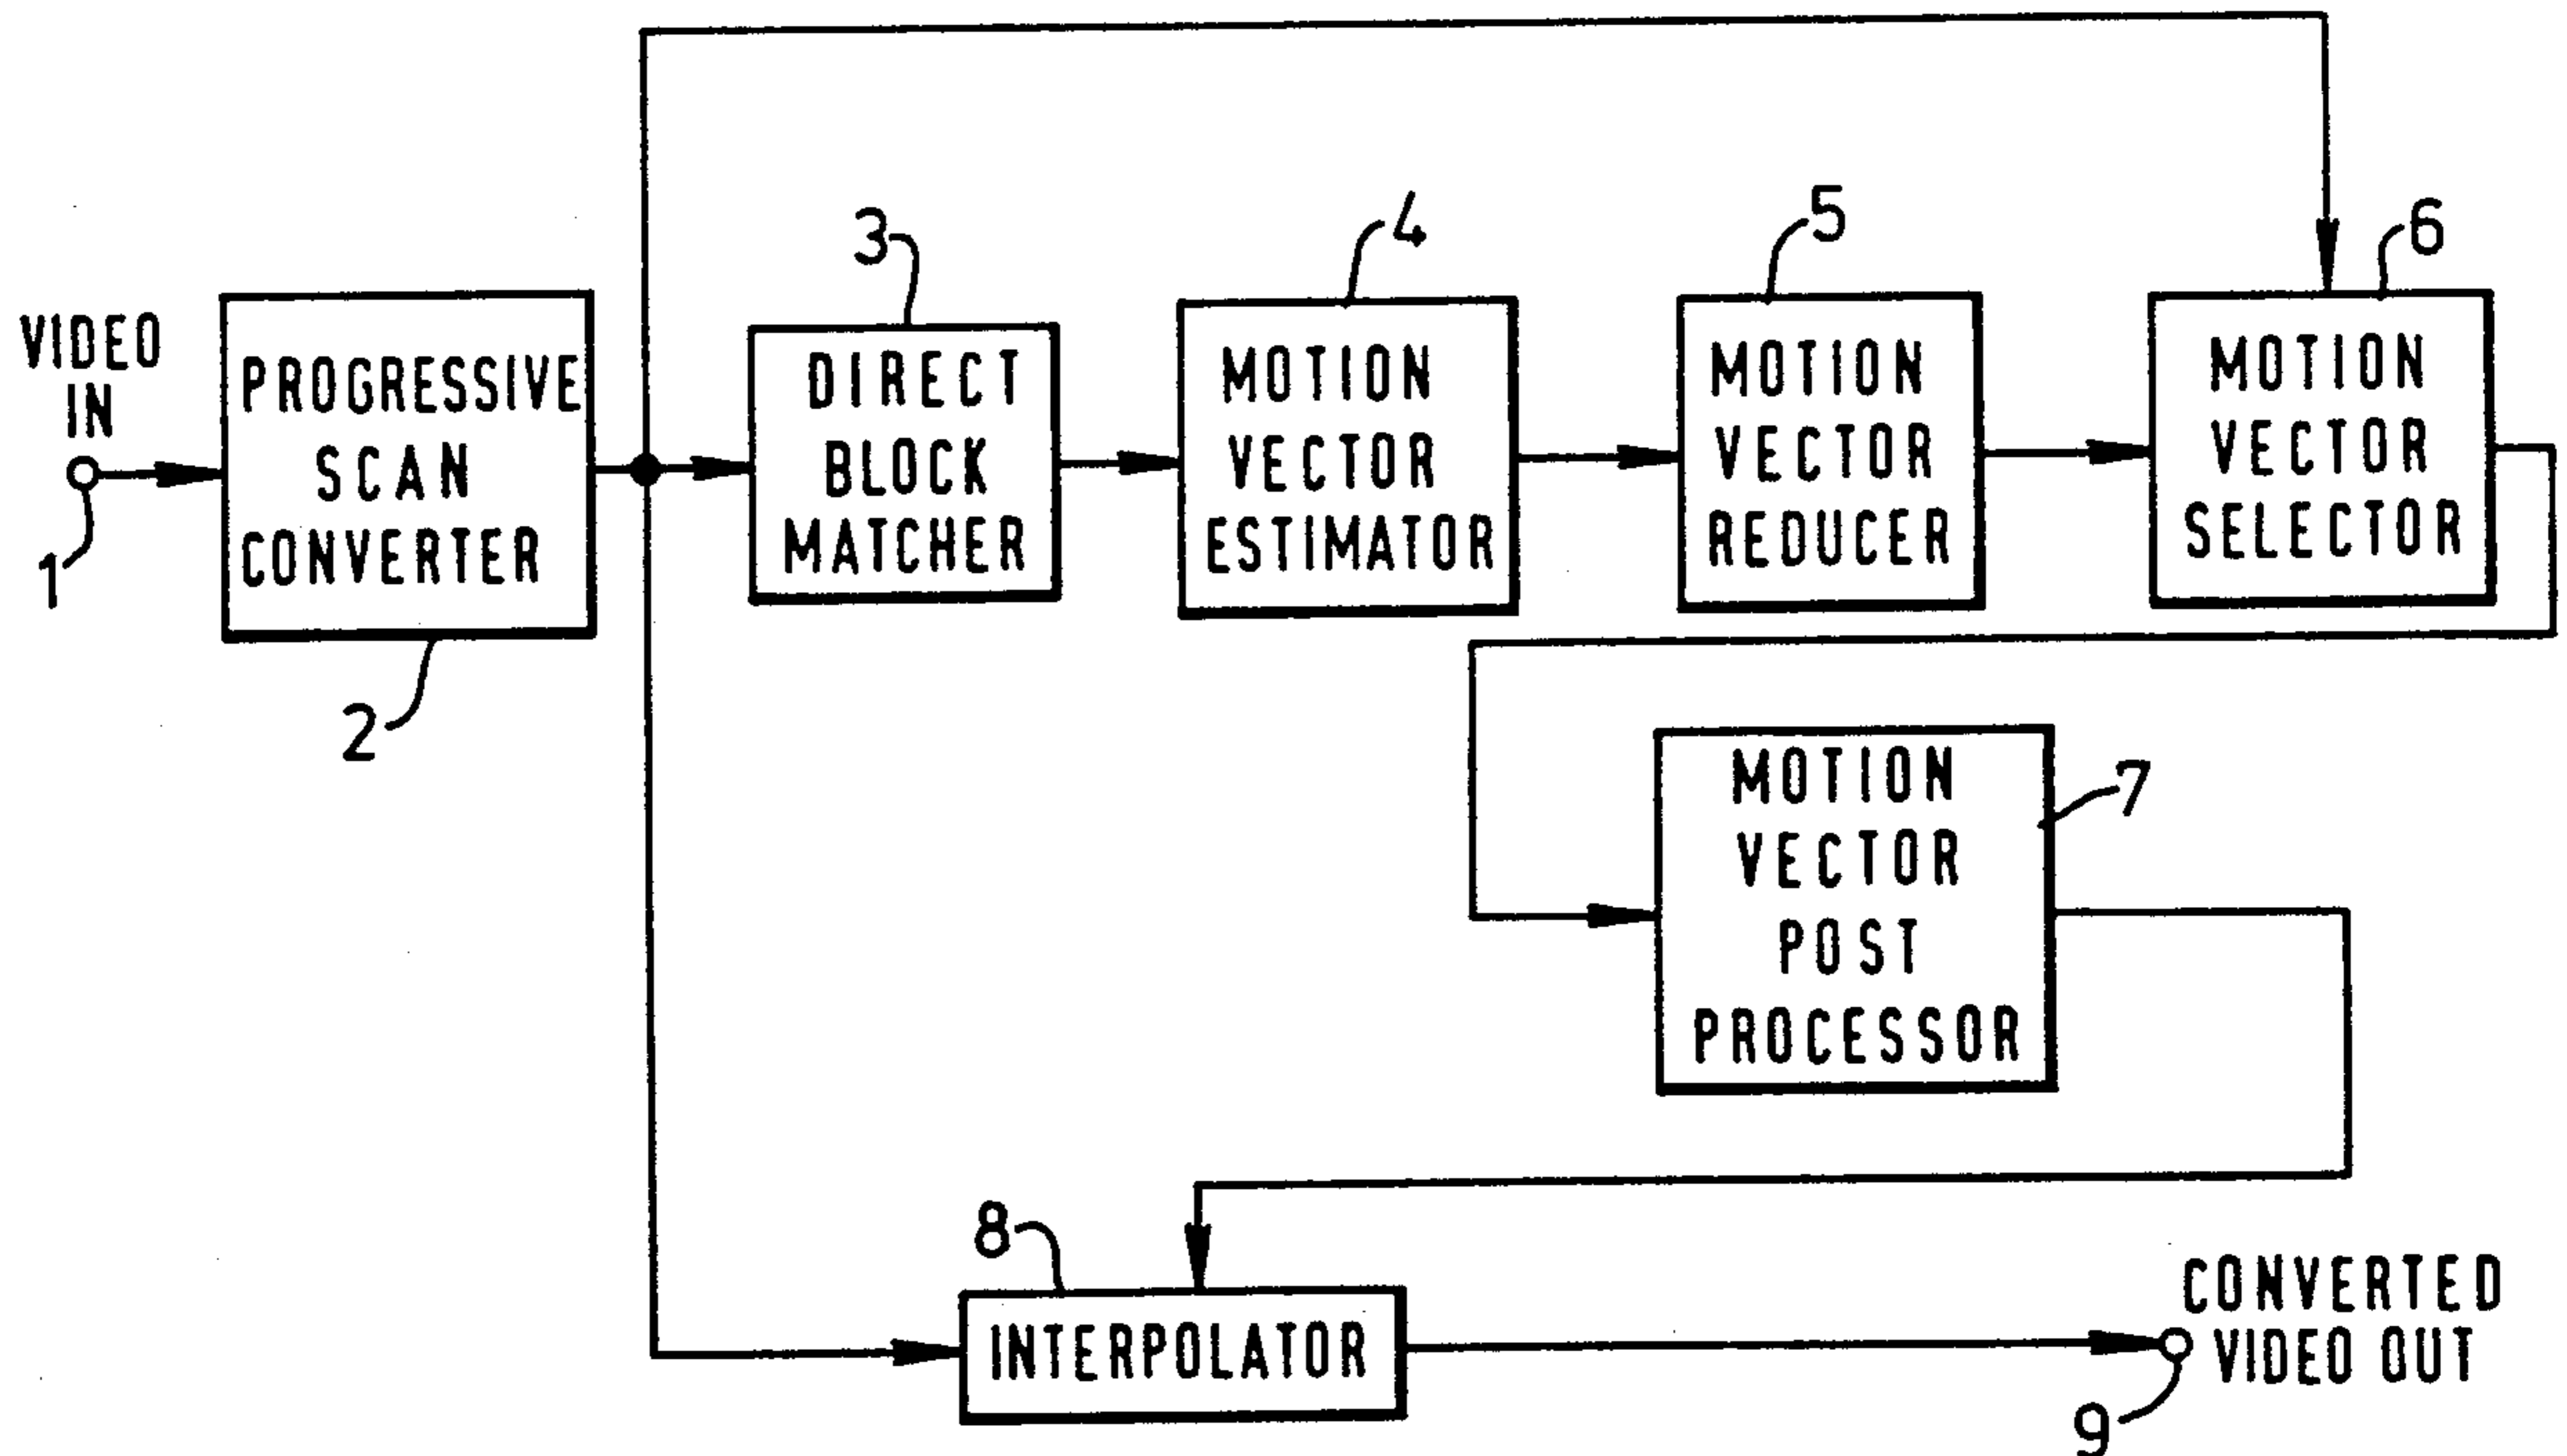 VIDEO
IN
1
PROGRESSIVE
SCAN
CONVERTER
2
3
DIRECT
BLOCK
MATCHER
4
MOTION
VECTOR
ESTIMATOR
5
MOTION
VECTOR
REDUCER
6
MOTION
VECTOR
SELECTOR
7
MOTION
VECTOR
POST
PROCESSOR
8
INTERPOLATOR
CONVERTED
VIDEO OUT
9